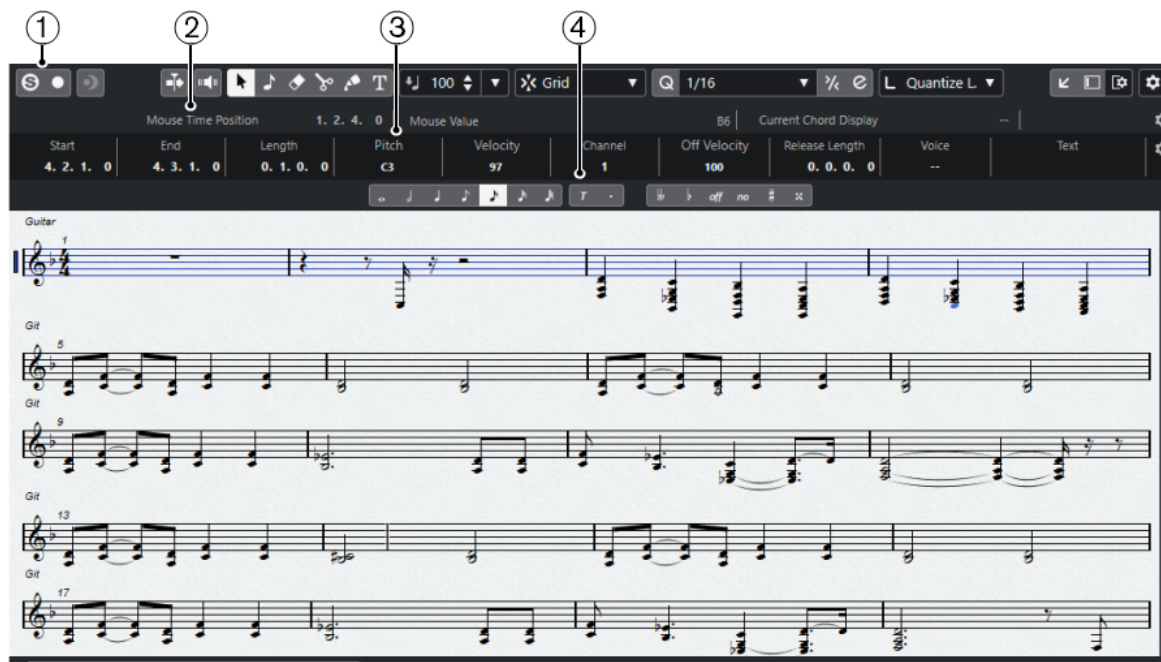 1 2 3 4
S T 100 Grid Q 1/16 e L Quantize L.
Mouse Time Position 1. 2. 4. 0 Mouse Value B6 Current Chord Display --
Start End Length Pitch Velocity Channel Off Velocity Release Length Voice Text
4. 2. 1. 0 4. 3. 1. 0 0. 1. 0. 0 C3 97 1 100 0. 0. 0. 0 --
T . off no
Guitar
1
4
4
Git
5
Git
9
Git
13
Git
17